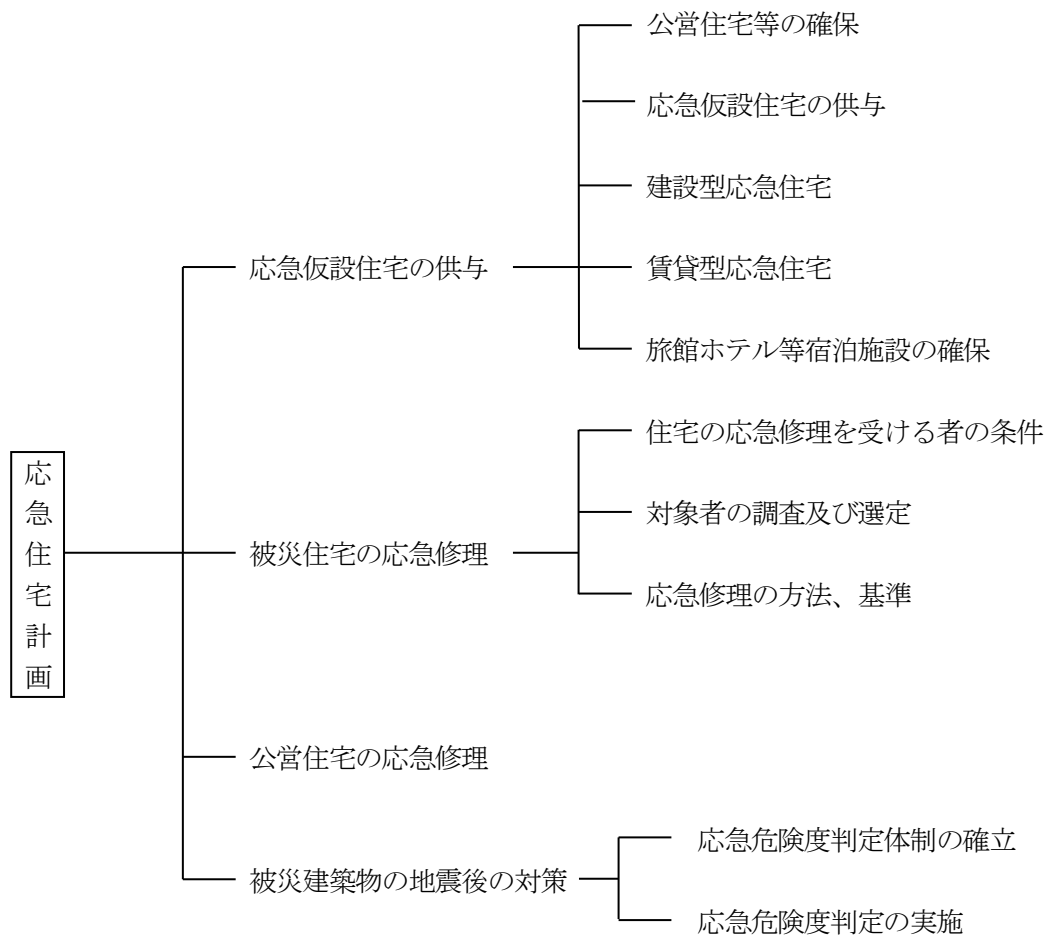 応急住宅計画
応急仮設住宅の供与
公営住宅等の確保
応急仮設住宅の供与
建設型応急住宅
賃貸型応急住宅
旅館ホテル等宿泊施設の確保
被災住宅の応急修理
住宅の応急修理を受ける者の条件
対象者の調査及び選定
応急修理の方法、基準
公営住宅の応急修理
被災建築物の地震後の対策
応急危険度判定体制の確立
応急危険度判定の実施